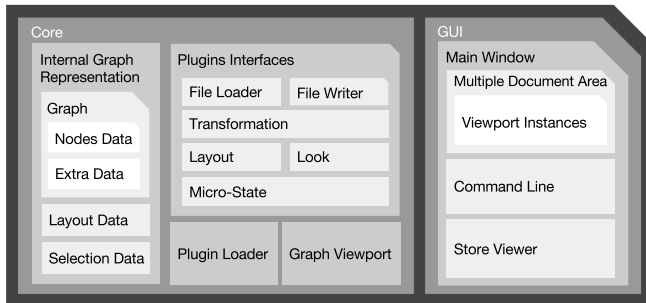 Core
Internal Graph
Representation
Graph
Nodes Data
Extra Data
Layout Data
Selection Data
Plugins Interfaces
File Loader
File Writer
Transformation
Layout
Look
Micro-State
Plugin Loader
Graph Viewport
GUI
Main Window
Multiple Document Area
Viewport Instances
Command Line
Store Viewer